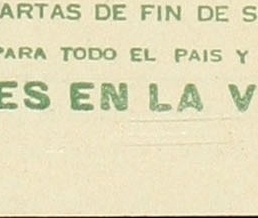 ARTAS DE FIN DE S
PARA TODO EL PAIS Y
ES EN LA V